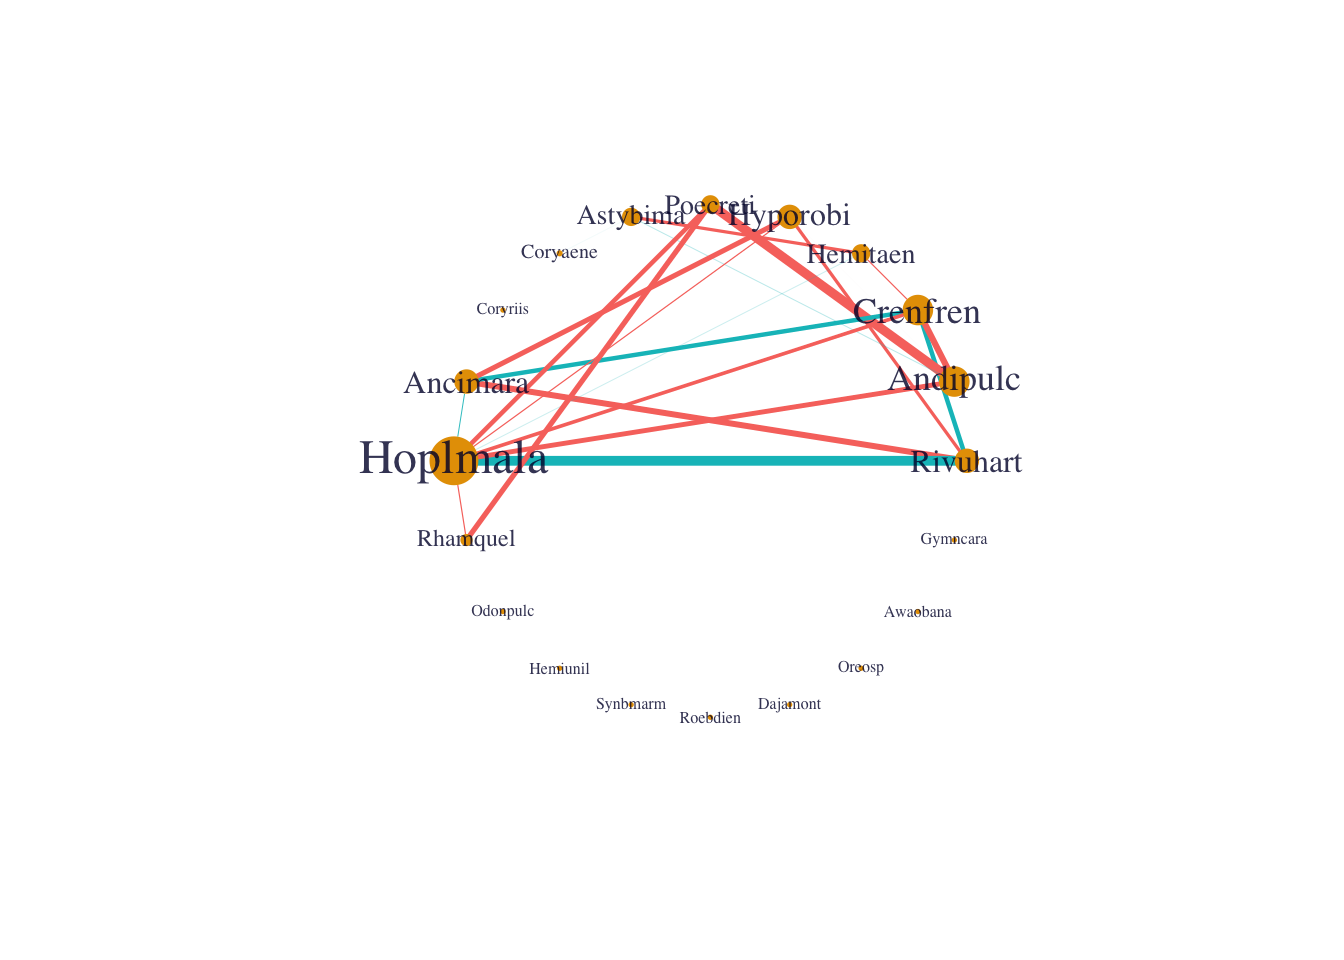 Poecreti
Astybima
Hyporobi
Coryaene
Hemitaen
Coryriis
Crenfren
Ancimara
Andipulc
Hoplmala
Rivuhart
Rhamquel
Gymncara
Odonpulc
Awaobana
Hemiunil
Oreosp
Synbmarm
Dajamont
Roebdien